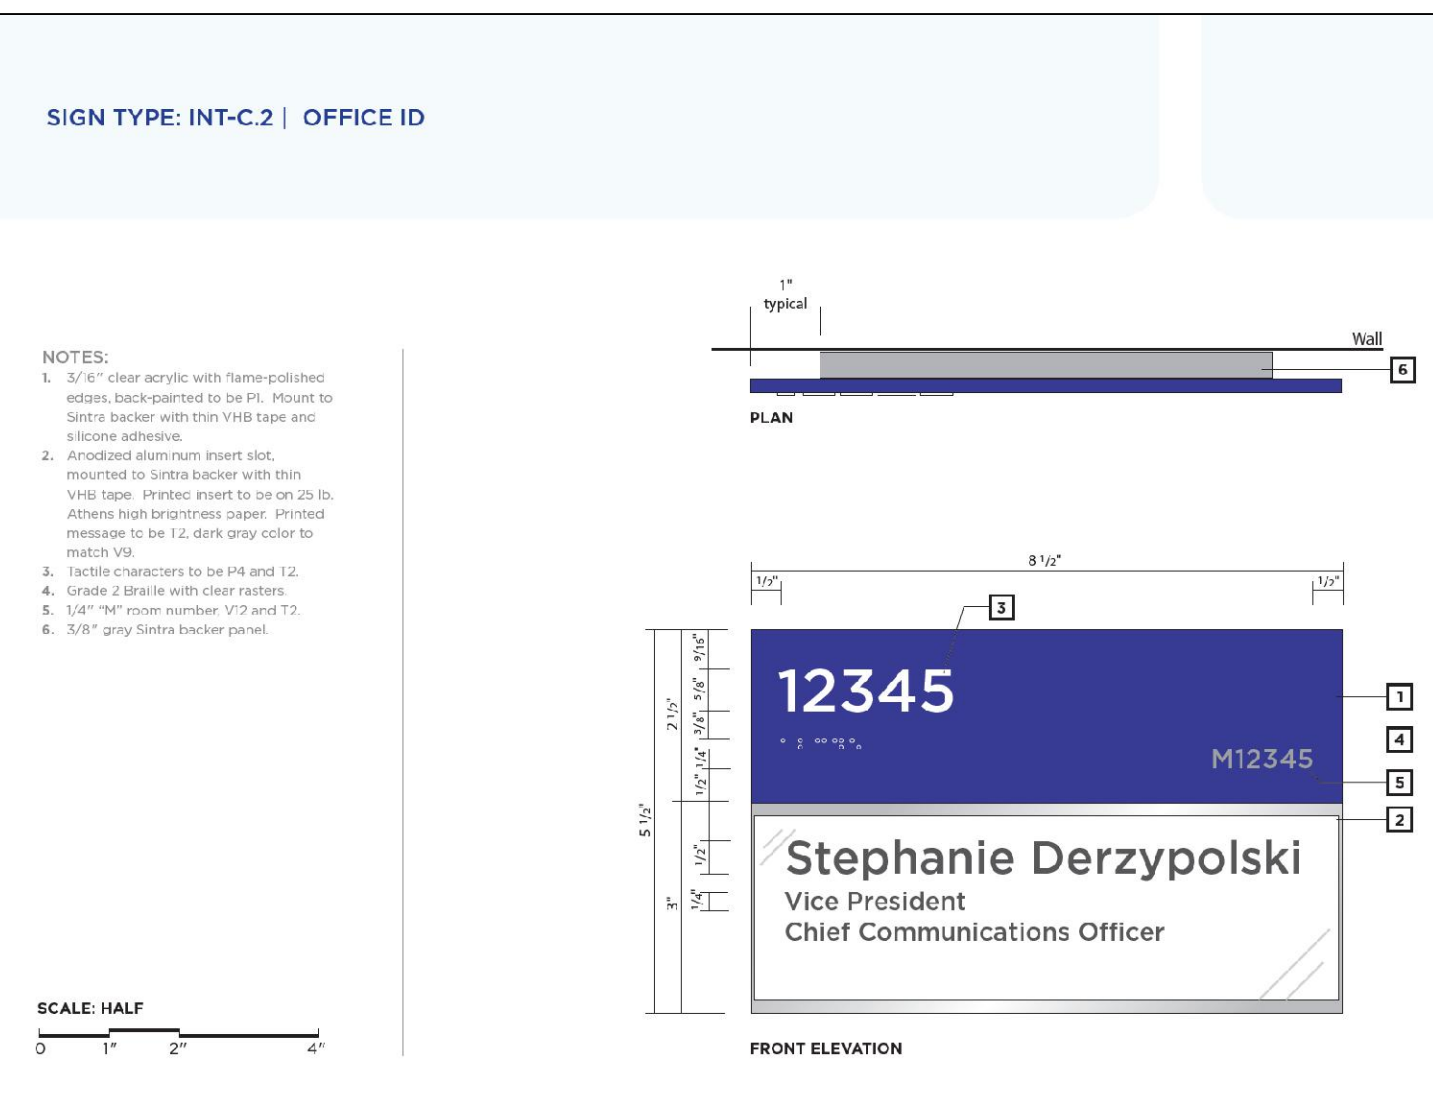 SIGN TYPE: INT-C.2 | OFFICE ID
NOTES:
1. 3/16" clear acrylic with flame-polished
edges, back-painted to be P1. Mount to
Sintra backer with thin VHB tape and
silicone adhesive.
2. Anodized aluminum insert slot,
mounted to Sintra backer with thin
VHB tape. Printed insert to be on 25 lb.
Athens high brightness paper. Printed
message to be T2, dark gray color to
match V9.
3. Tactile characters to be P4 and T2.
4. Grade 2 Braille with clear rasters.
5. 1/4" "M" room number, V12 and T2.
6. 3/8" gray Sintra backer panel.
SCALE: HALF
0 1" 2" 4"
1"
typical
Wall
6
PLAN
8 1/2"
1/2" 1/2"
3
9/16"
5/8"
3/8"
1/4"
1/2"
2 1/2"
5 1/2"
1/2"
1/4"
3"
12345
M12345
1
4
5
2
Stephanie Derzypolski
Vice President
Chief Communications Officer
FRONT ELEVATION